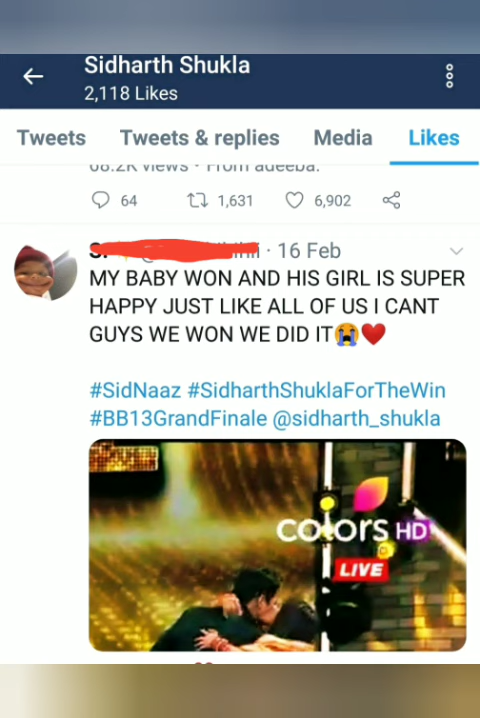 Sidharth Shukla
2,118 Likes
Tweets Tweets & replies Media Likes
64 1,631 6,902
· 16 Feb
MY BABY WON AND HIS GIRL IS SUPER
HAPPY JUST LIKE ALL OF US I CANT
GUYS WE WON WE DID IT😭❤️
#SidNaaz #SidharthShuklaForTheWin
#BB13GrandFinale @sidharth_shukla
colors HD
LIVE